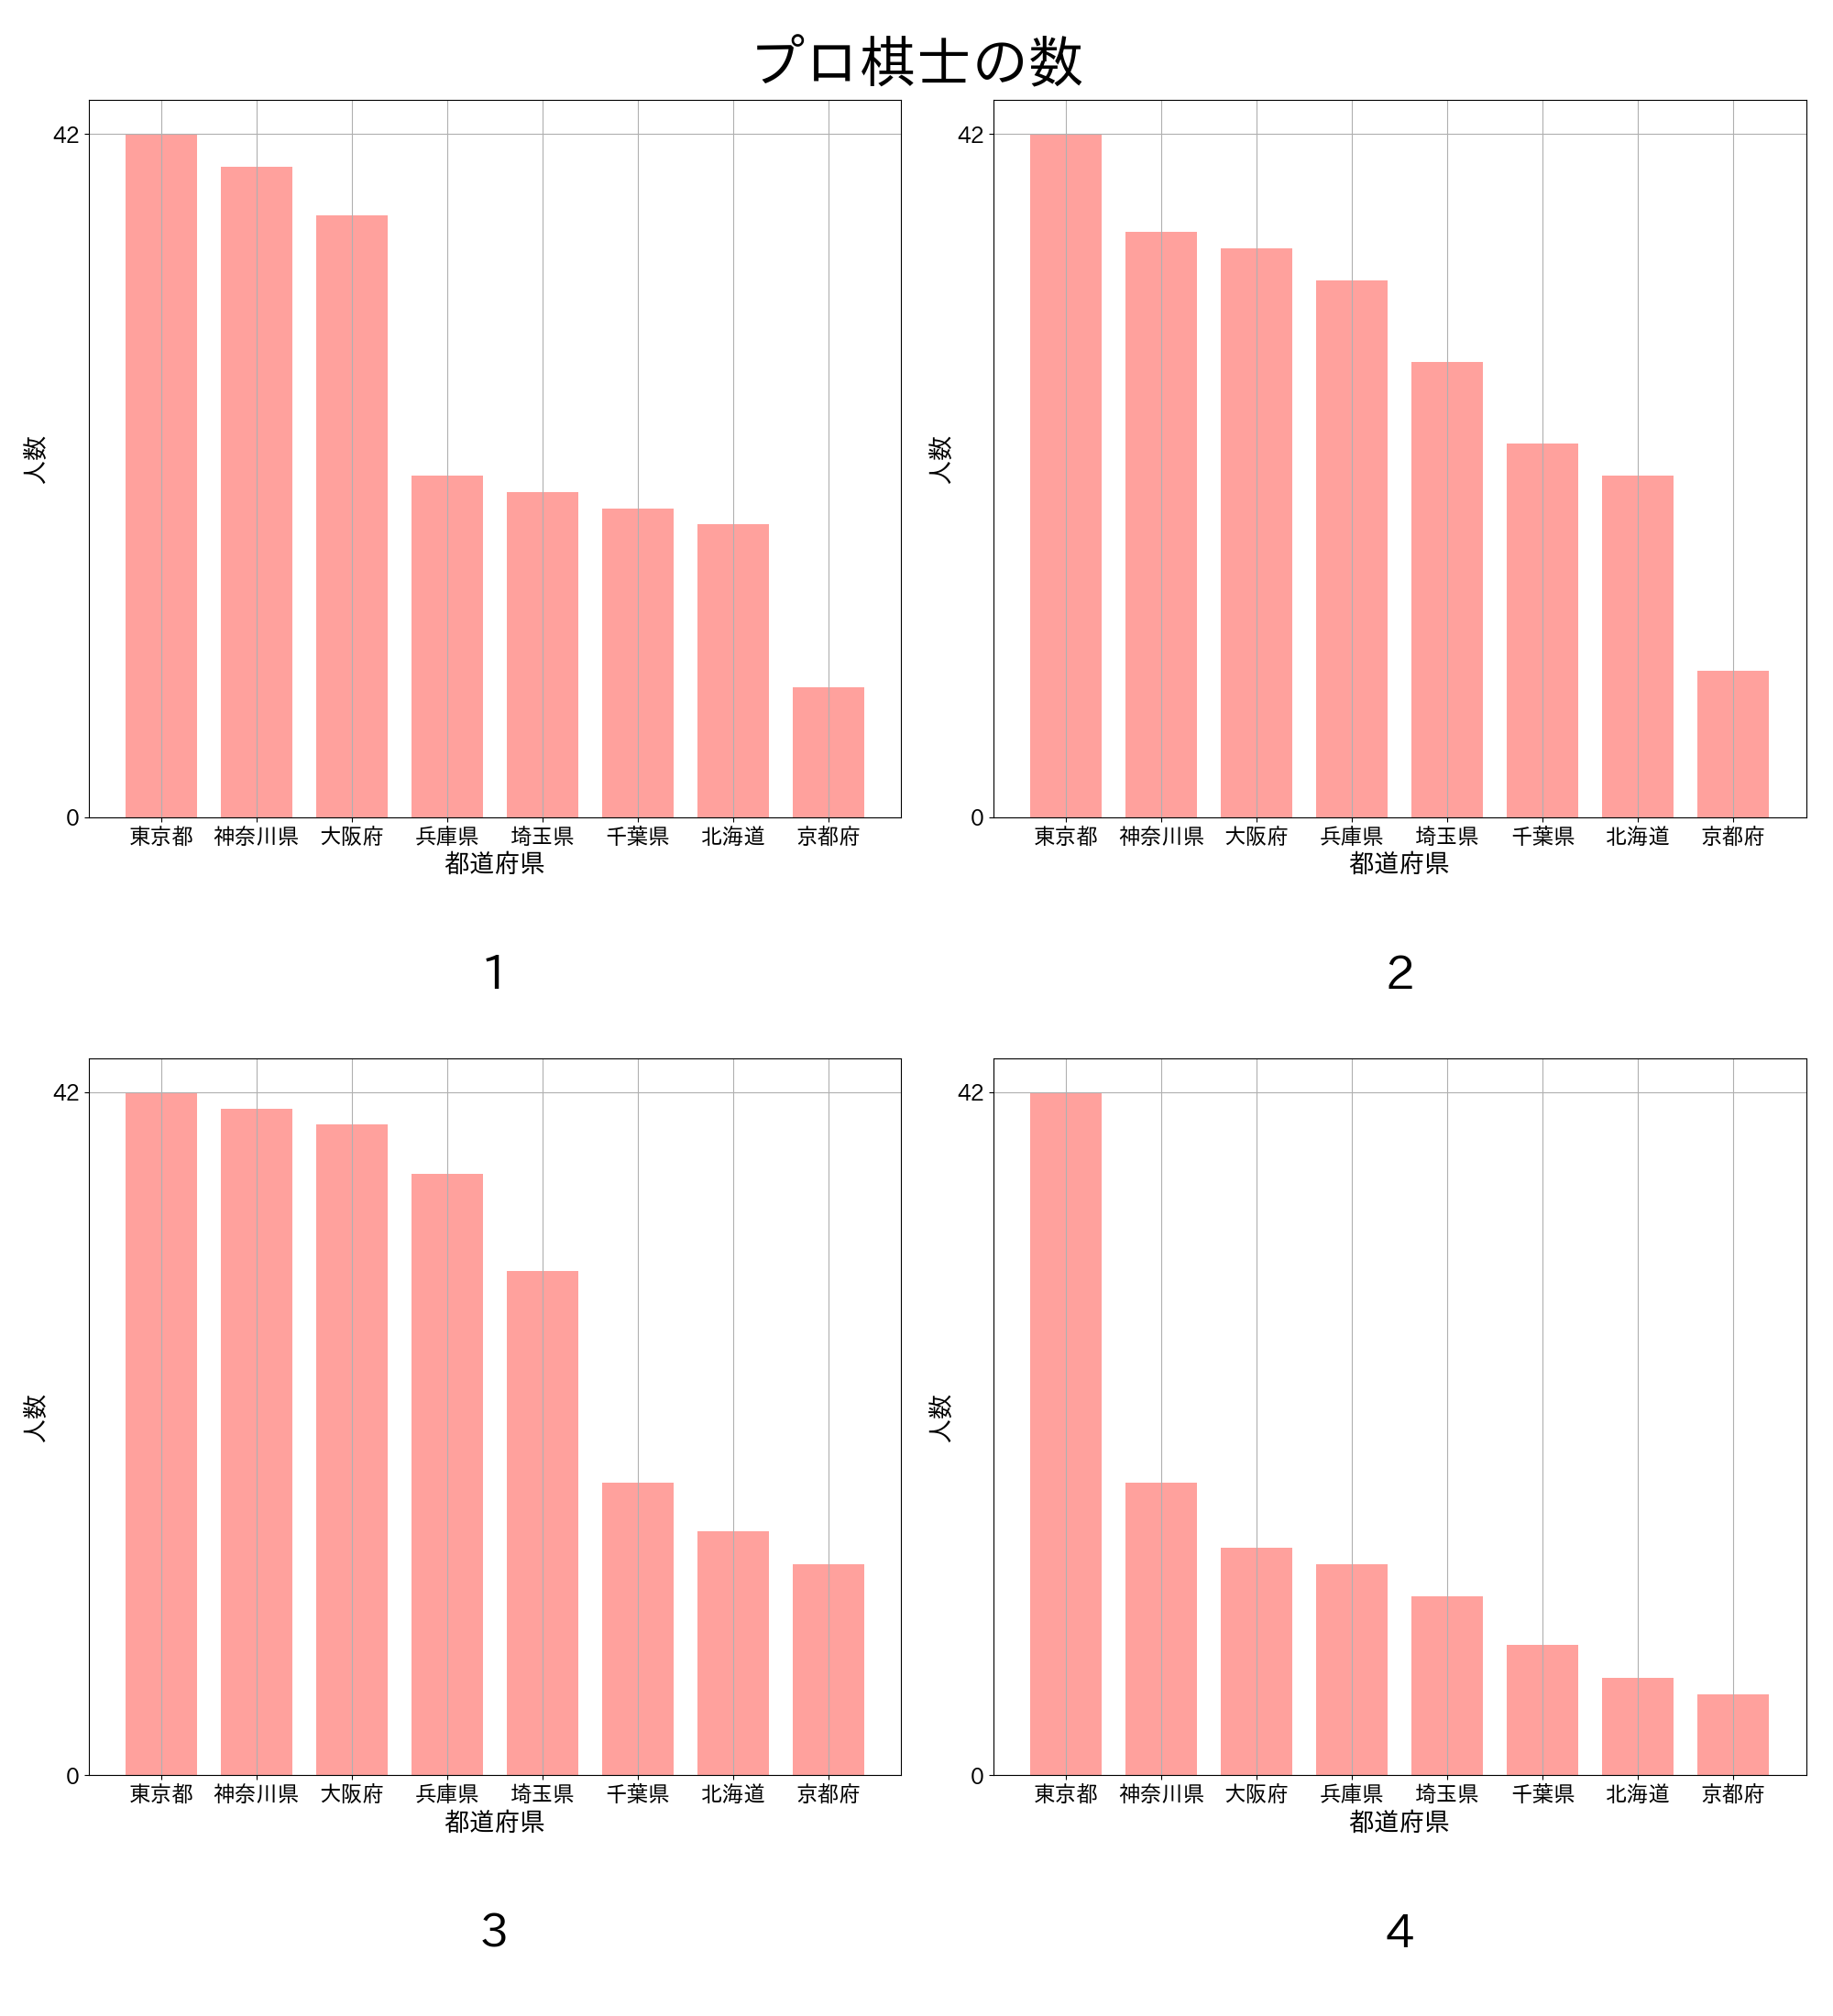 プロ棋士の数
42
0
人数
東京都 神奈川県 大阪府 兵庫県 埼玉県 千葉県 北海道 京都府
都道府県
1
42
0
人数
東京都 神奈川県 大阪府 兵庫県 埼玉県 千葉県 北海道 京都府
都道府県
2
42
0
人数
東京都 神奈川県 大阪府 兵庫県 埼玉県 千葉県 北海道 京都府
都道府県
3
42
0
人数
東京都 神奈川県 大阪府 兵庫県 埼玉県 千葉県 北海道 京都府
都道府県
4